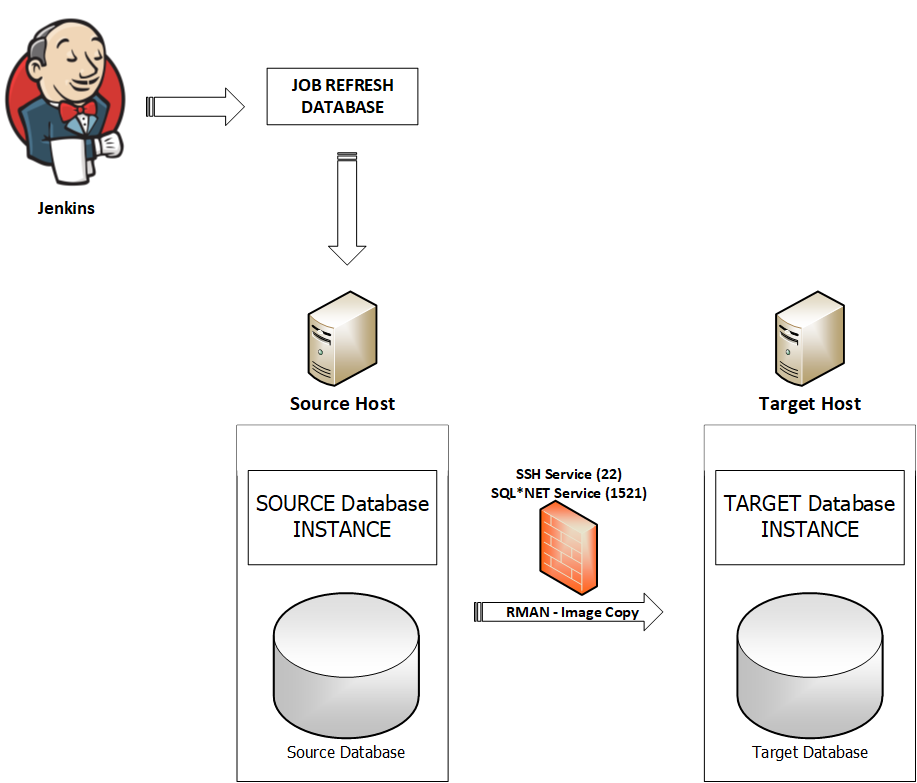 JOB REFRESH
DATABASE
Jenkins
Source Host
Target Host
SSH Service (22)
SQL*NET Service (1521)
SOURCE Database
INSTANCE
TARGET Database
INSTANCE
RMAN - Image Copy
Source Database
Target Database